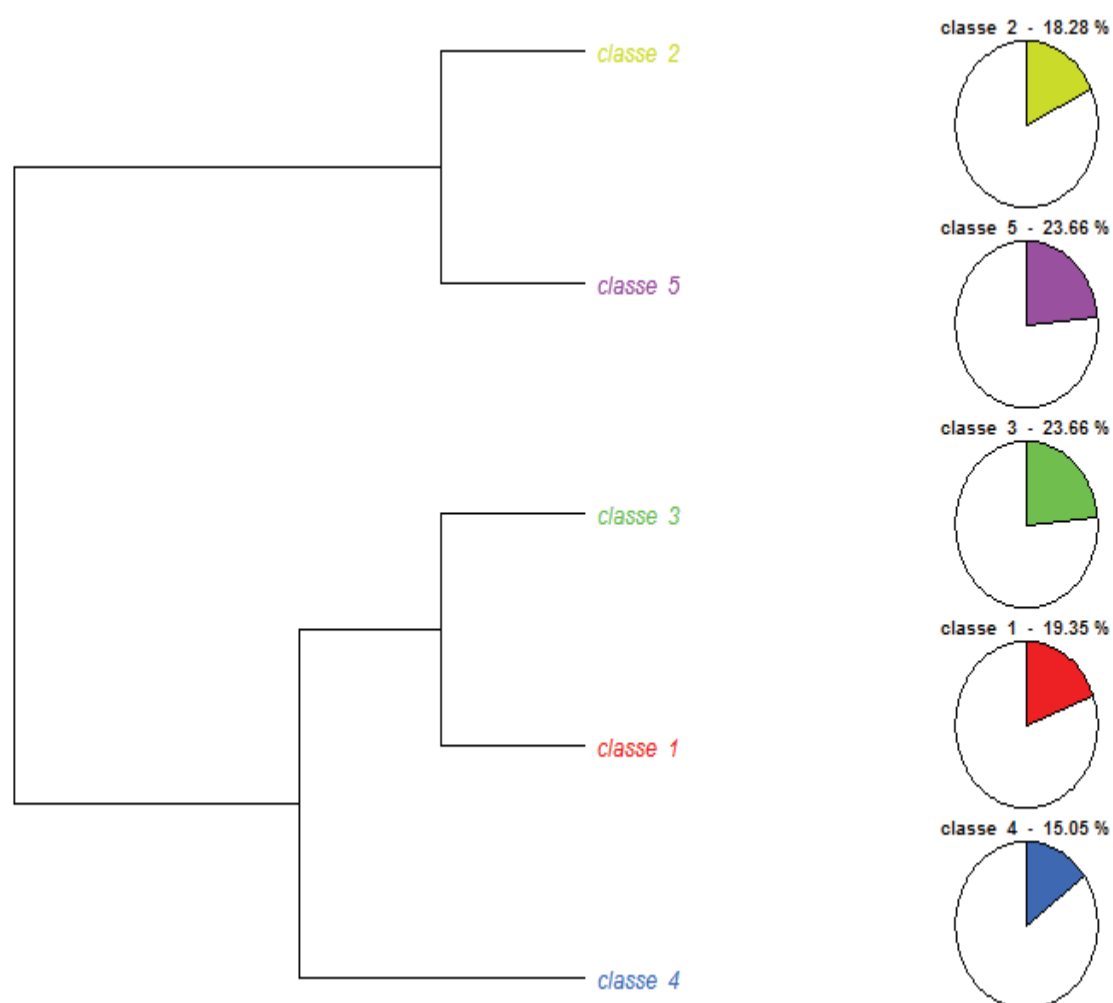 classe 2 - 18.28 %
classe 2
classe 5 - 23.66 %
classe 5
classe 3 - 23.66 %
classe 3
classe 1 - 19.35 %
classe 1
classe 4 - 15.05 %
classe 4